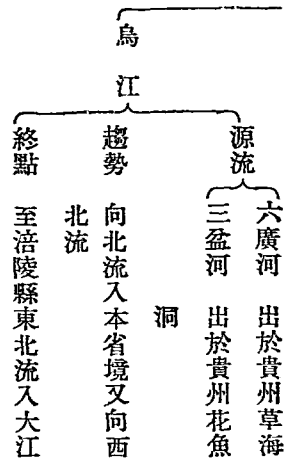 烏江
源流
六廣河　出於貴州草海
三盆河　出於貴州花魚
洞
趨勢　向北流入本省境又向西
北流
終點　至涪陵縣東北流入大江